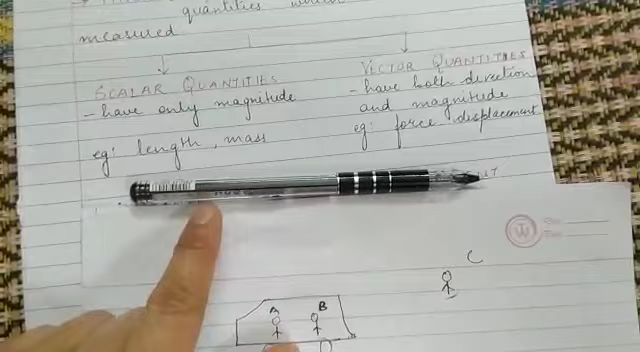 quantities which
measured
SCALAR QUANTITIES
- have only magnitude
eg: length, mass
VECTOR QUANTITIES
- have both direction
and magnitude
eg: force, displacement
C
A B